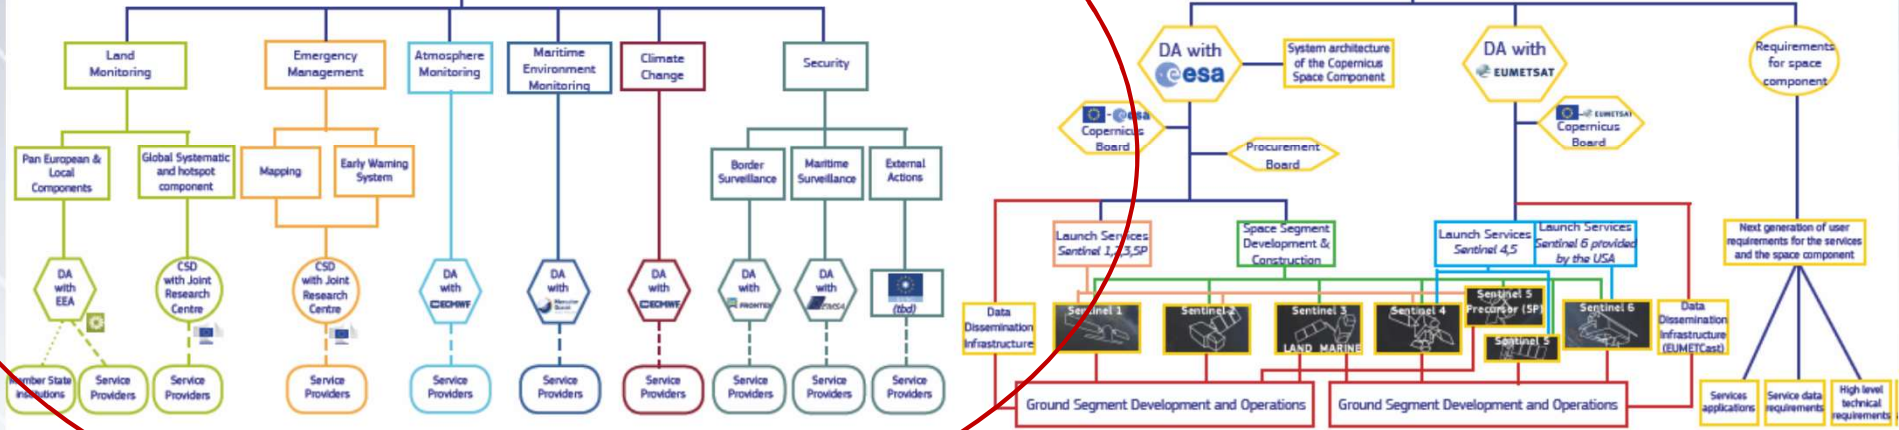 Land
Monitoring
Emergency
Management
Atmosphere
Monitoring
Maritime
Environment
Monitoring
Climate
Change
Security
Pan European &
Local
Components
Global Systematic
and hotspot
component
Mapping
Early Warning
System
Border
Surveillance
Maritime
Surveillance
External
Actions
DA
with
EEA
CSD
with Joint
Research
Centre
CSD
with Joint
Research
Centre
DA
with
ECMWF
DA
with
Mercator
Ocean
DA
with
ECMWF
DA
with
FRONTEX
DA
with
EMSA
(tbd)
Member State
institutions
Service
Providers
Service
Providers
Service
Providers
Service
Providers
Service
Providers
Service
Providers
Service
Providers
Service
Providers
Service
Providers
DA with
esa
System architecture
of the Copernicus
Space Component
DA with
EUMETSAT
Requirements
for space
component
- esa
Copernicus
Board
Procurement
Board
- EUMETSAT
Copernicus
Board
Launch Services
Sentinel 1,2,3,5P
Space Segment
Development &
Construction
Launch Services
Sentinel 4,5
Launch Services
Sentinel 6 provided
by the USA
Next generation of user
requirements for the services
and the space component
Data
Dissemination
Infrastructure
Sentinel 1
Sentinel 2
Sentinel 3
LAND MARINE
Sentinel 4
Sentinel 5
Precursor (5P)
Sentinel 5
Sentinel 6
Data
Dissemination
Infrastructure
(EUMETCast)
Ground Segment Development and Operations
Ground Segment Development and Operations
Services
applications
Service data
requirements
High level
technical
requirements